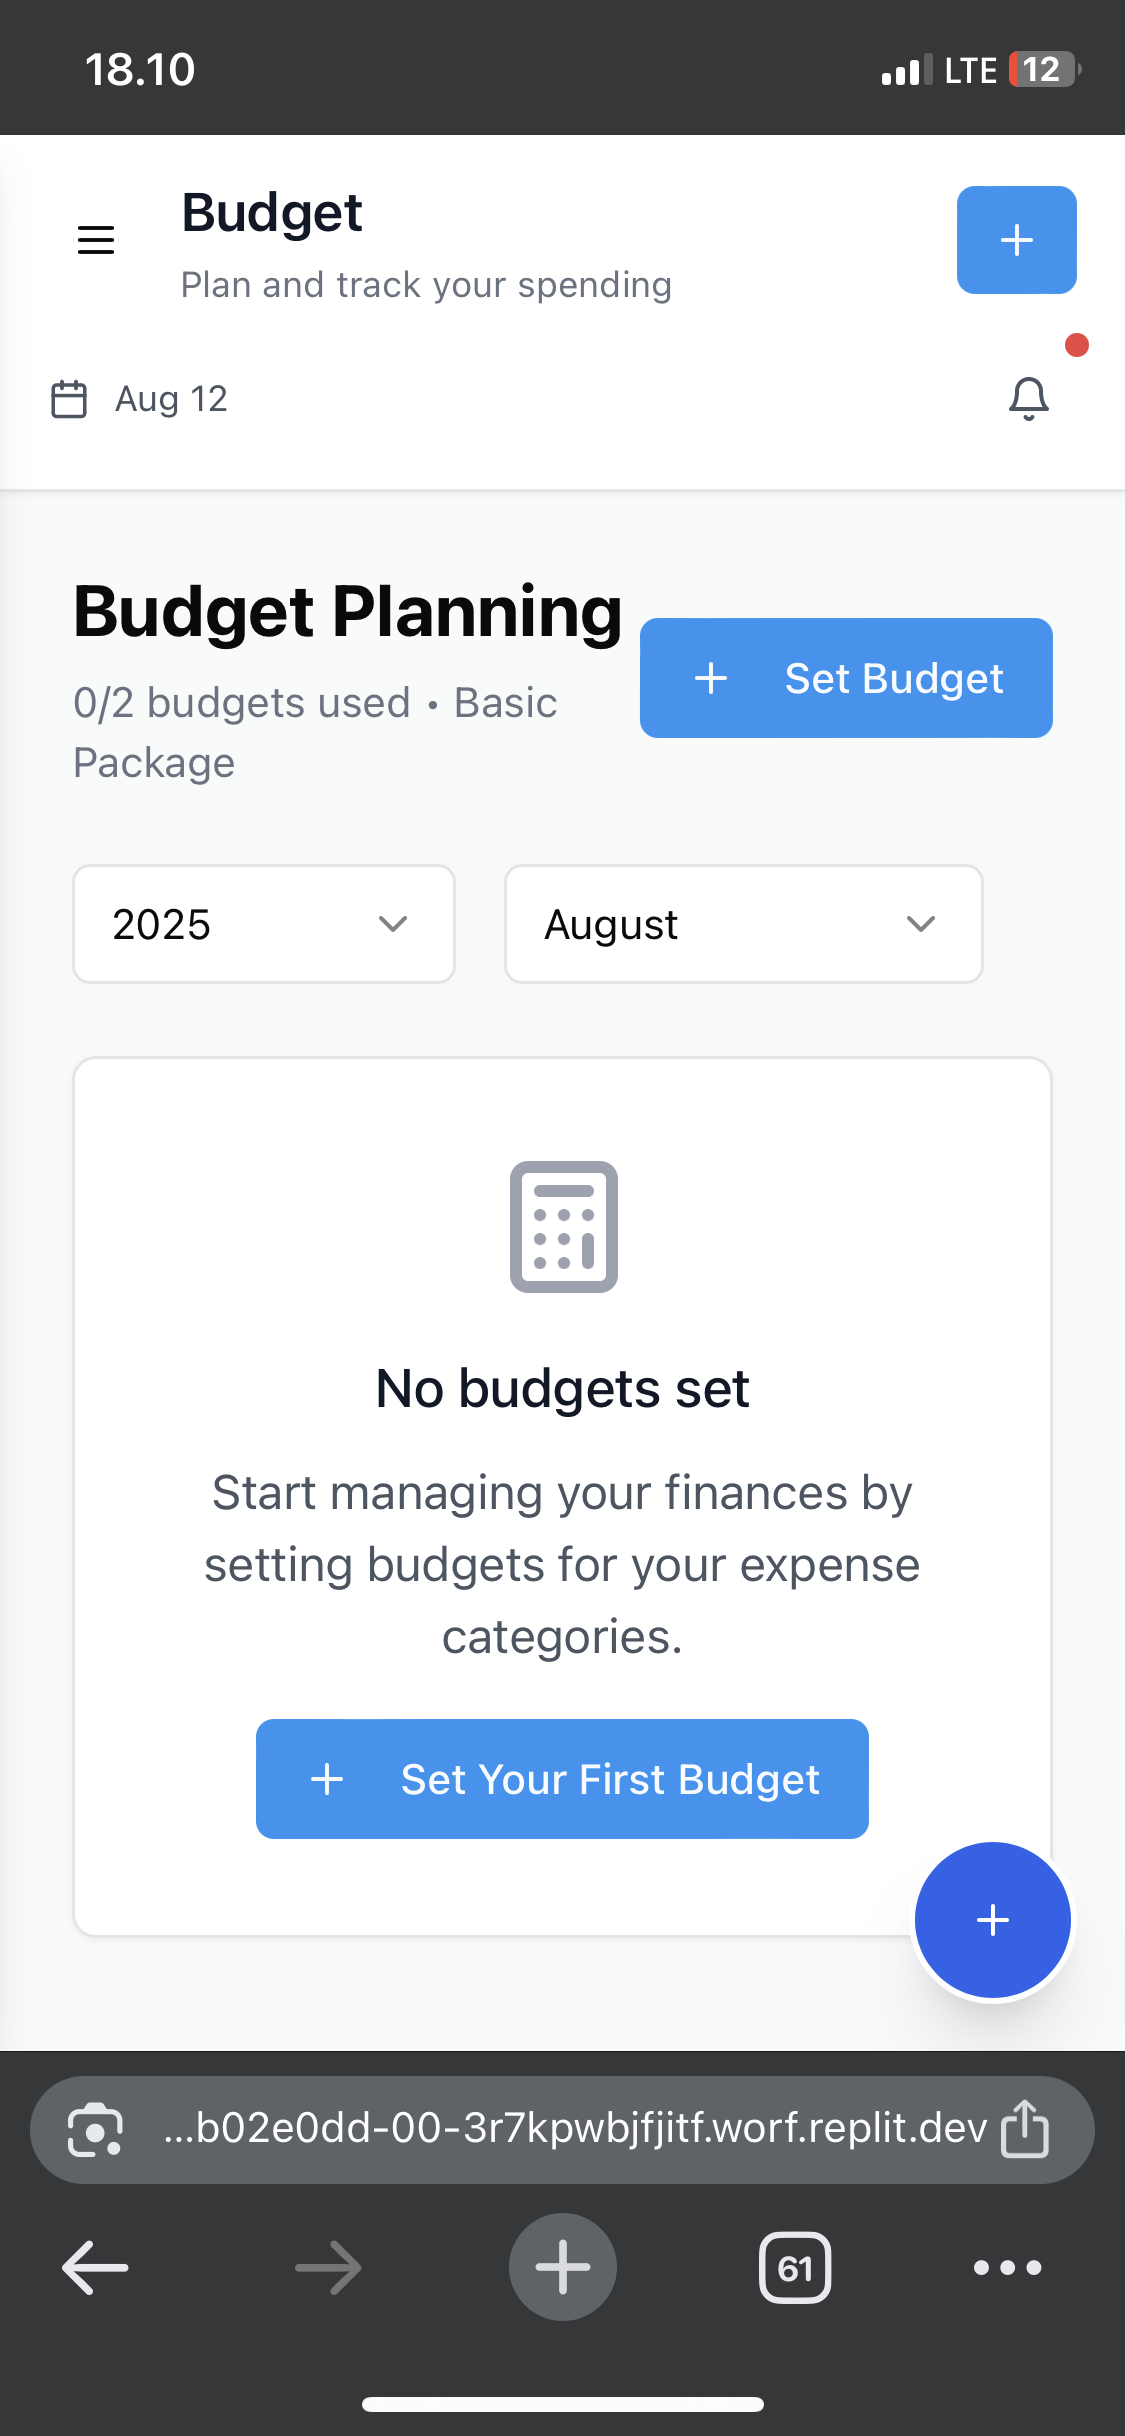 18.10
LTE 12
Budget
Plan and track your spending
Aug 12
Budget Planning
Set Budget
0/2 budgets used • Basic
Package
2025
August
No budgets set
Start managing your finances by
setting budgets for your expense
categories.
Set Your First Budget
...b02e0dd-00-3r7kpwbjfjitf.worf.replit.dev
61